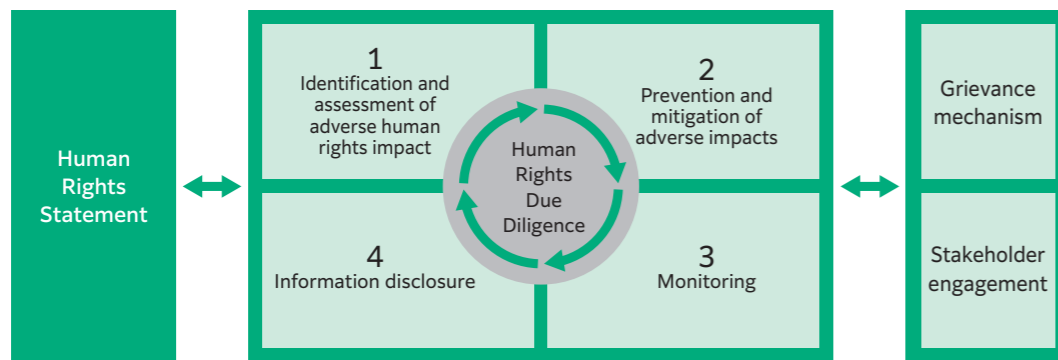 Human
Rights
Statement
1
Identification and
assessment of
adverse human
rights impact
2
Prevention and
mitigation of
adverse impacts
Human
Rights
Due
Diligence
4
Information disclosure
3
Monitoring
Grievance
mechanism
Stakeholder
engagement